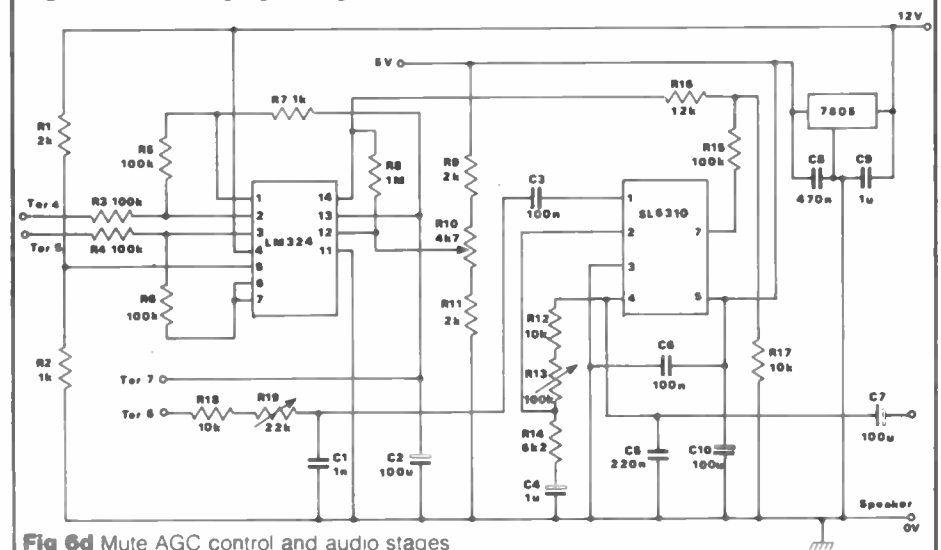 12V
5V
R16
12k
7805
R7 1k
R1
2k
R5
100k
R8
1M
R9
2k
R15
100k
C8
470n
C9
1u
C3
100n
1
2
3
4
5
6
7
14
13
12
11
LM324
Ter 4
R3 100k
Ter 5
R4 100k
R10
4k7
1
2
3
4
7
5
SL6310
R6
100k
R11
2k
R12
10k
R2
1k
C6
100n
R17
10k
R13
100k
Ter 7
Ter 6
R18
10k
R19
22k
C7
100u
R14
6k2
C1
1n
C2
100u
C5
220n
C10
100u
C4
1u
Speaker
0V
Fig 6d Mute AGC control and audio stages